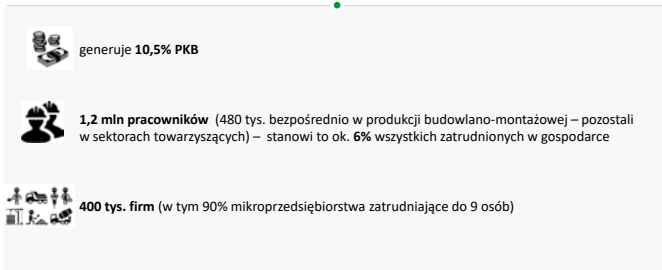 generuje 10,5% PKB
1,2 mln pracowników (480 tys. bezpośrednio w produkcji budowlano-montażowej – pozostali
w sektorach towarzyszących) – stanowi to ok. 6% wszystkich zatrudnionych w gospodarce
400 tys. firm (w tym 90% mikroprzedsiębiorstwa zatrudniające do 9 osób)